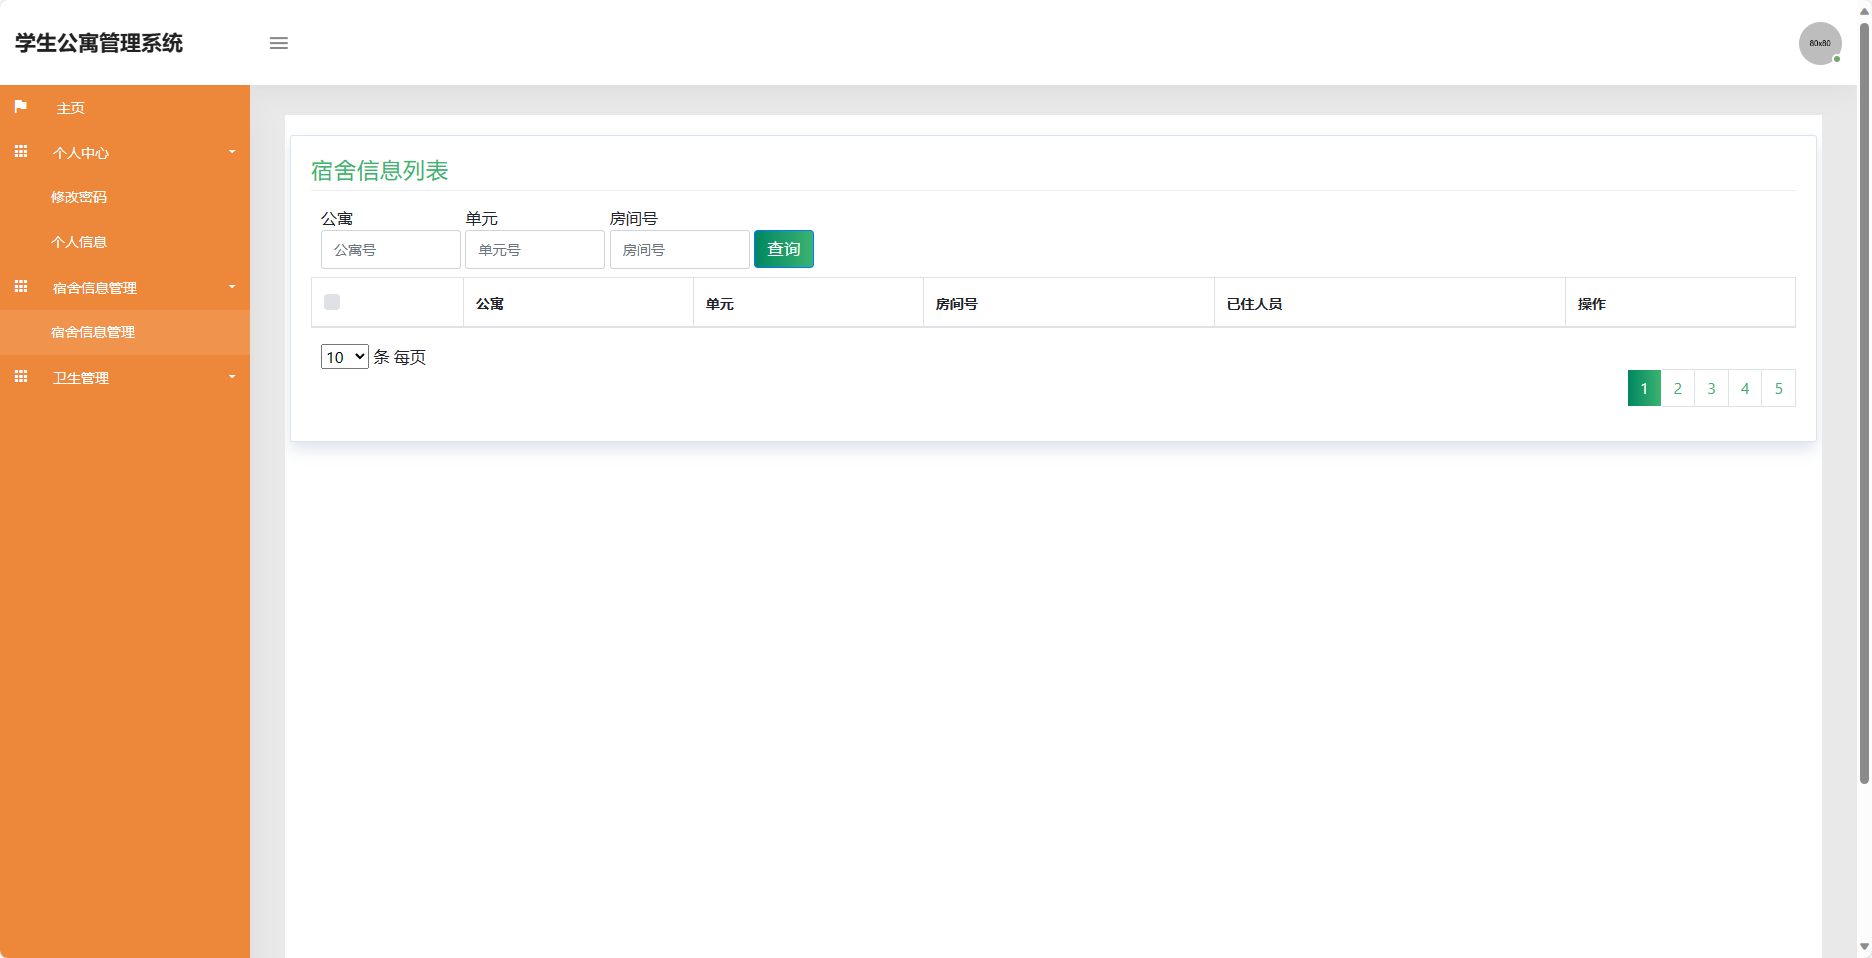 学生公寓管理系统
60x60
主页
个人中心
修改密码
个人信息
宿舍信息管理
宿舍信息管理
卫生管理
宿舍信息列表
公寓 单元 房间号
公寓号 单元号 房间号 查询
公寓 单元 房间号 已住人员 操作
10 条 每页
1 2 3 4 5